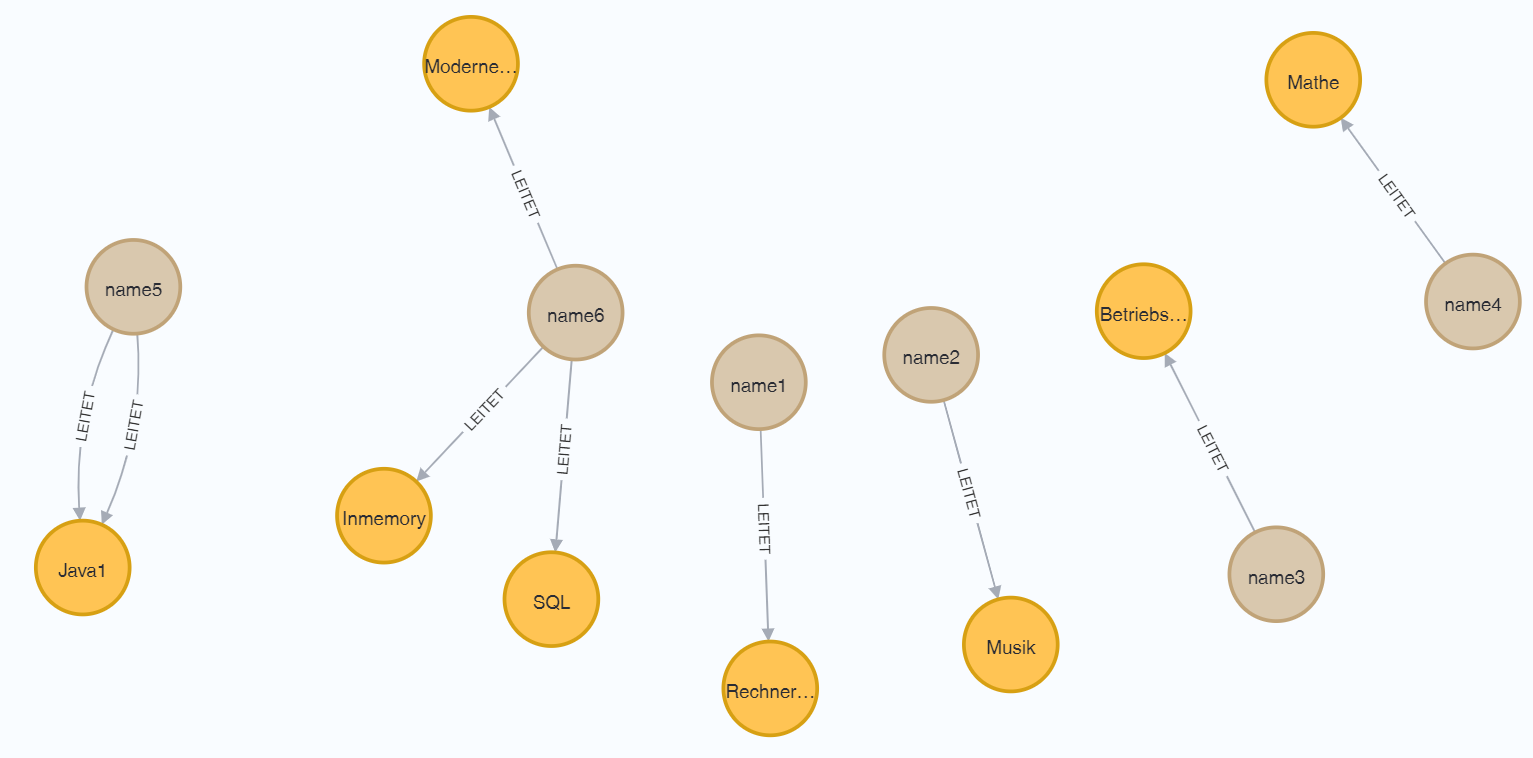 Moderne…
Mathe
LEITET
LEITET
name5
name6
Betriebs…
name4
name2
name1
LEITET
LEITET
LEITET
LEITET
LEITET
LEITET
LEITET
Inmemory
Java1
name3
SQL
Musik
Rechner…